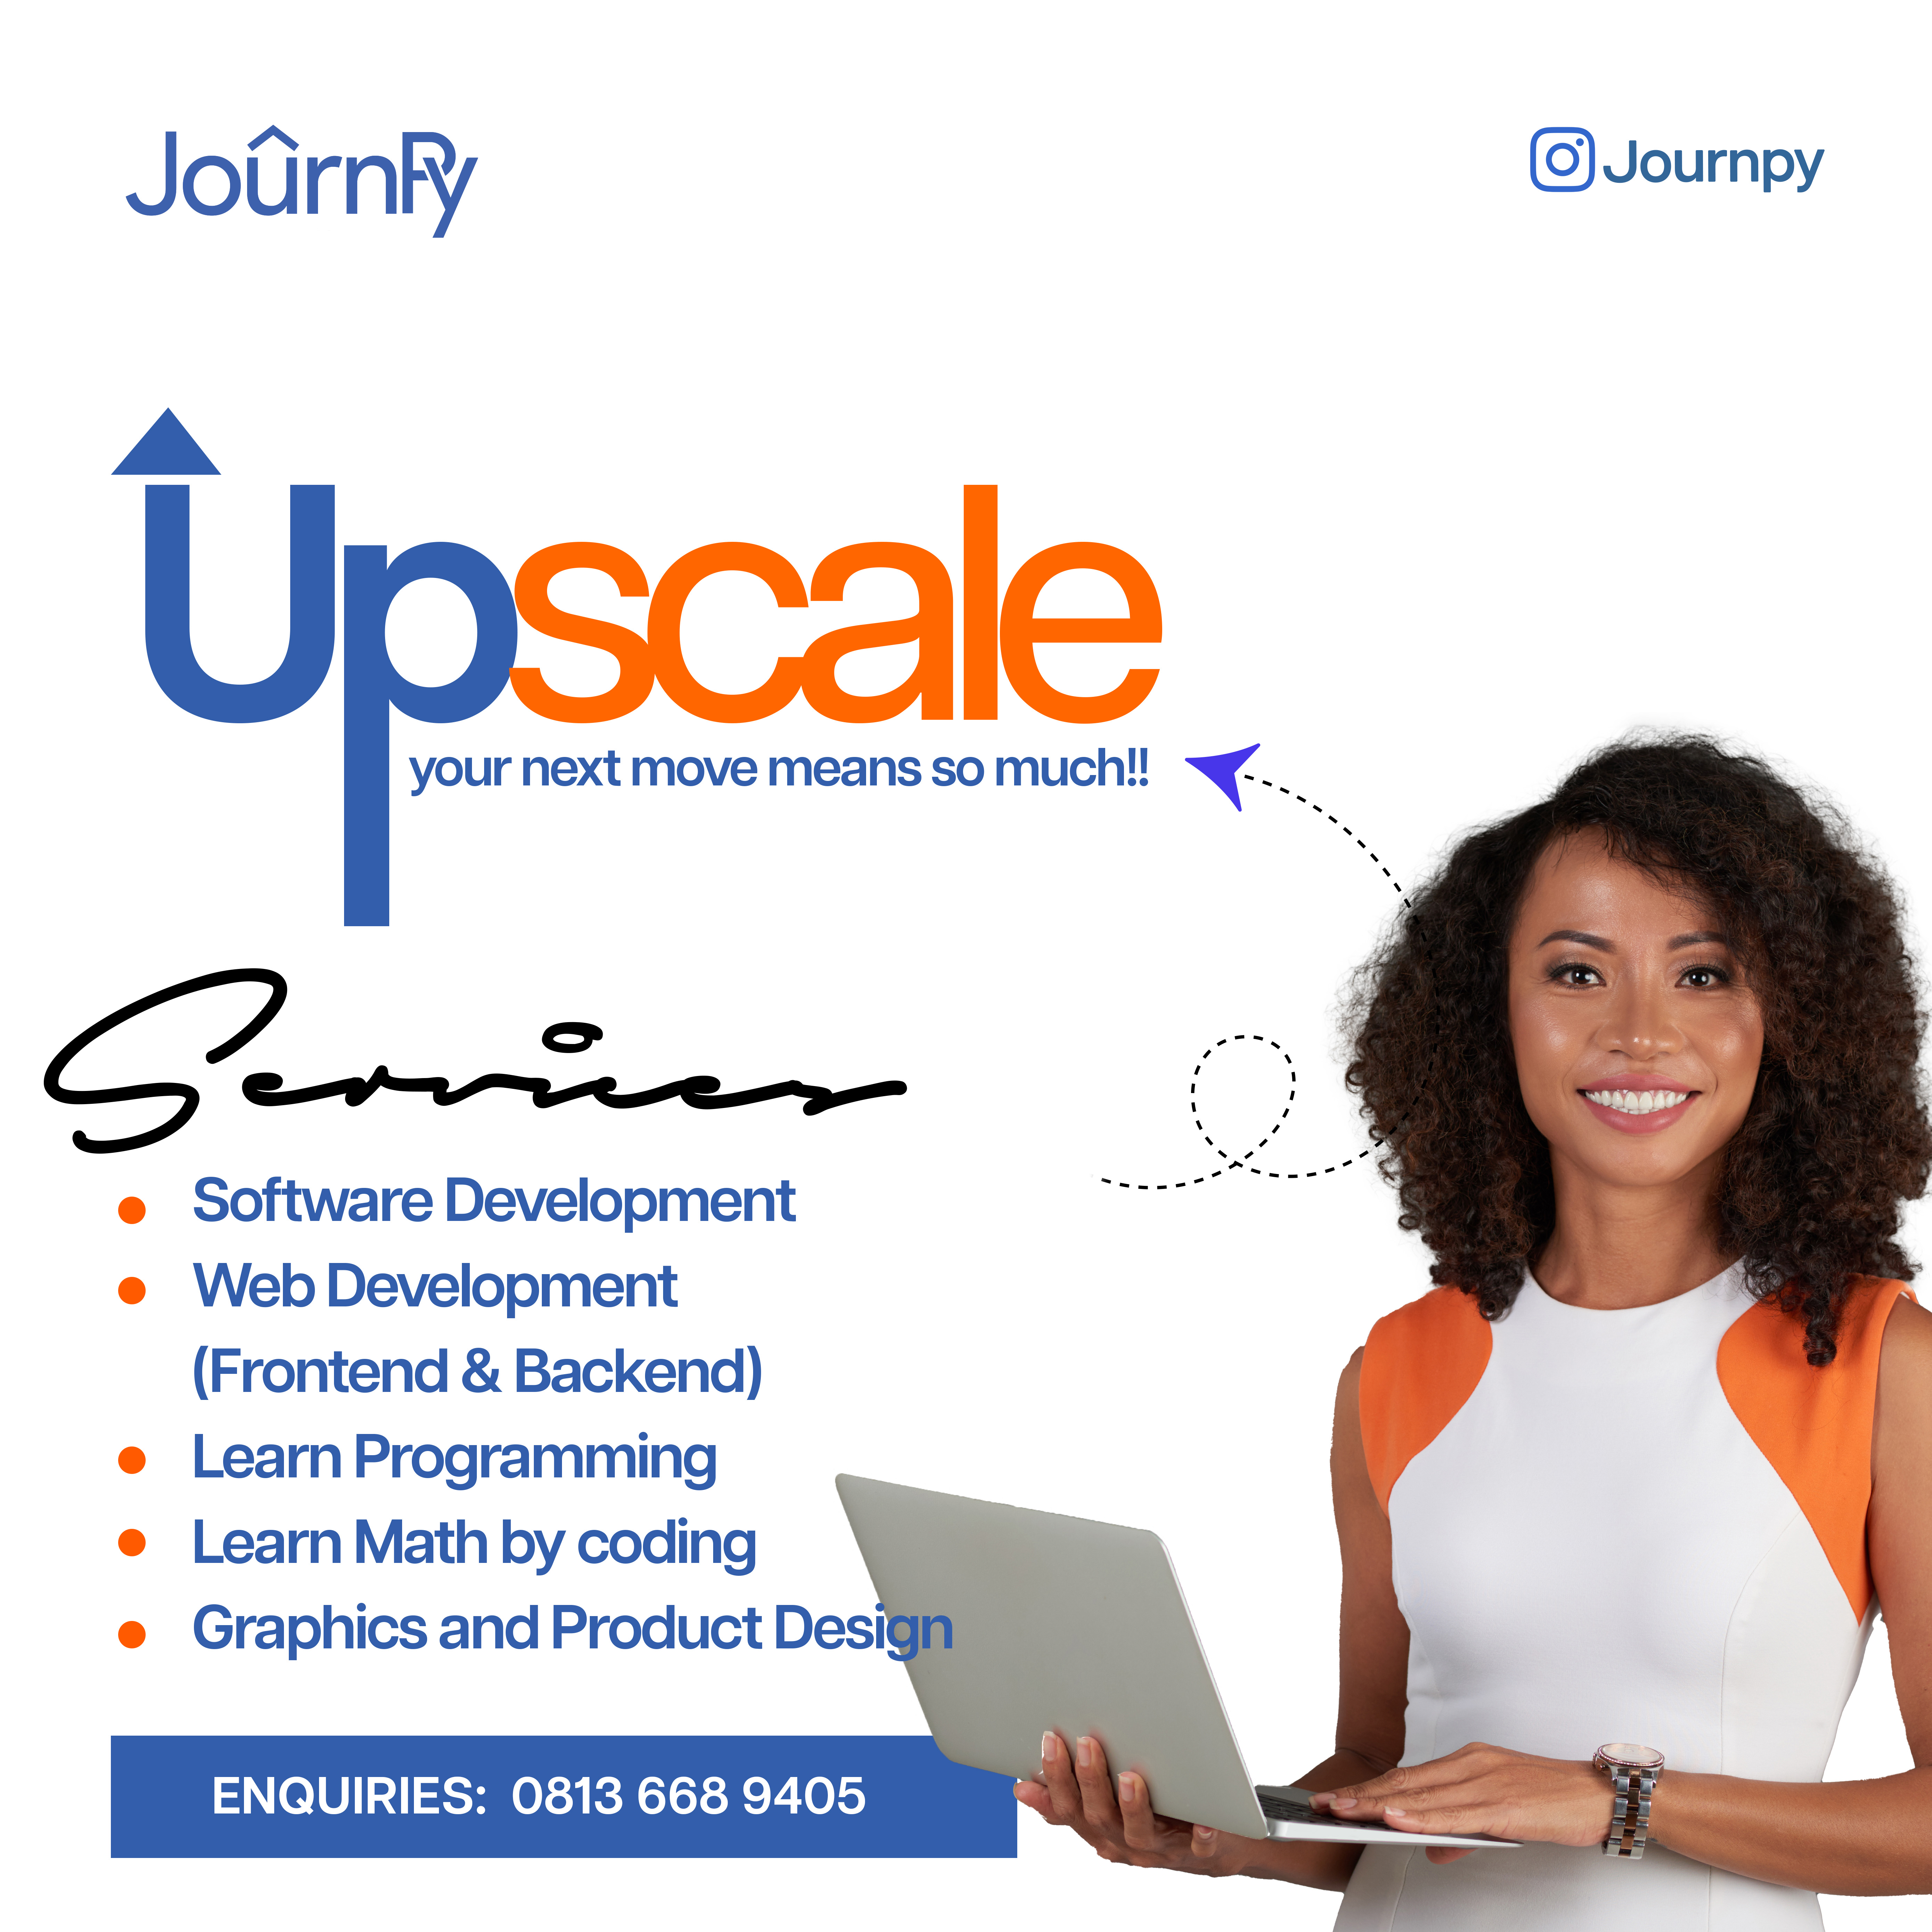 JoûrnPy
Journpy
Upscale
your next move means so much!!
Services
Software Development
Web Development
(Frontend & Backend)
Learn Programming
Learn Math by coding
Graphics and Product Design
ENQUIRIES: 0813 668 9405